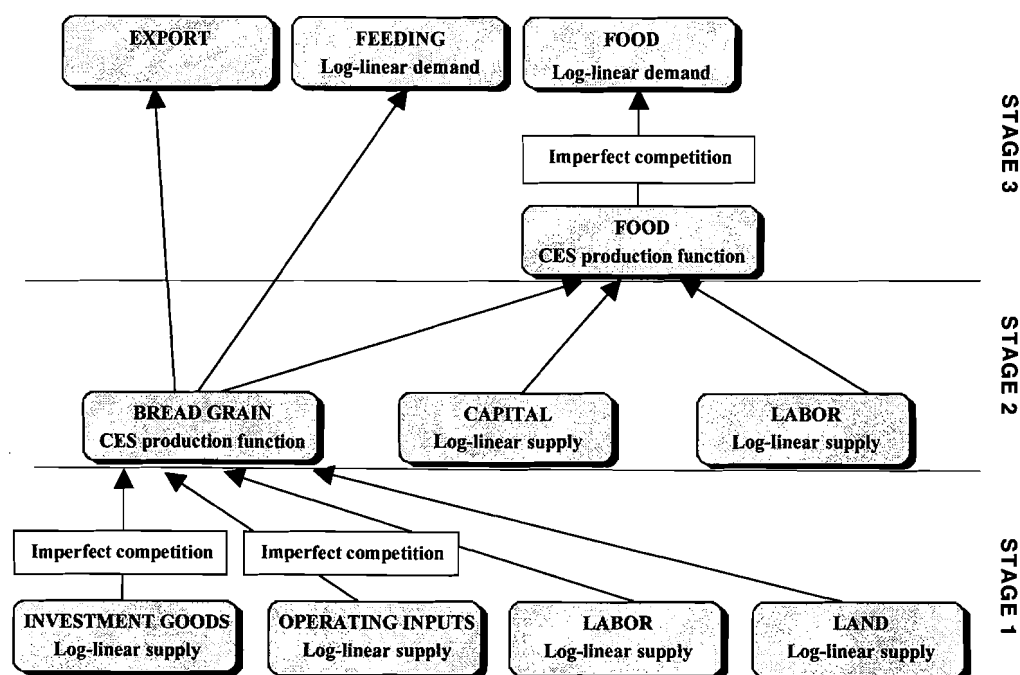 EXPORT
FEEDING
Log-linear demand
FOOD
Log-linear demand
Imperfect competition
FOOD
CES production function
STAGE 3
BREAD GRAIN
CES production function
CAPITAL
Log-linear supply
LABOR
Log-linear supply
STAGE 2
Imperfect competition
Imperfect competition
INVESTMENT GOODS
Log-linear supply
OPERATING INPUTS
Log-linear supply
LABOR
Log-linear supply
LAND
Log-linear supply
STAGE 1